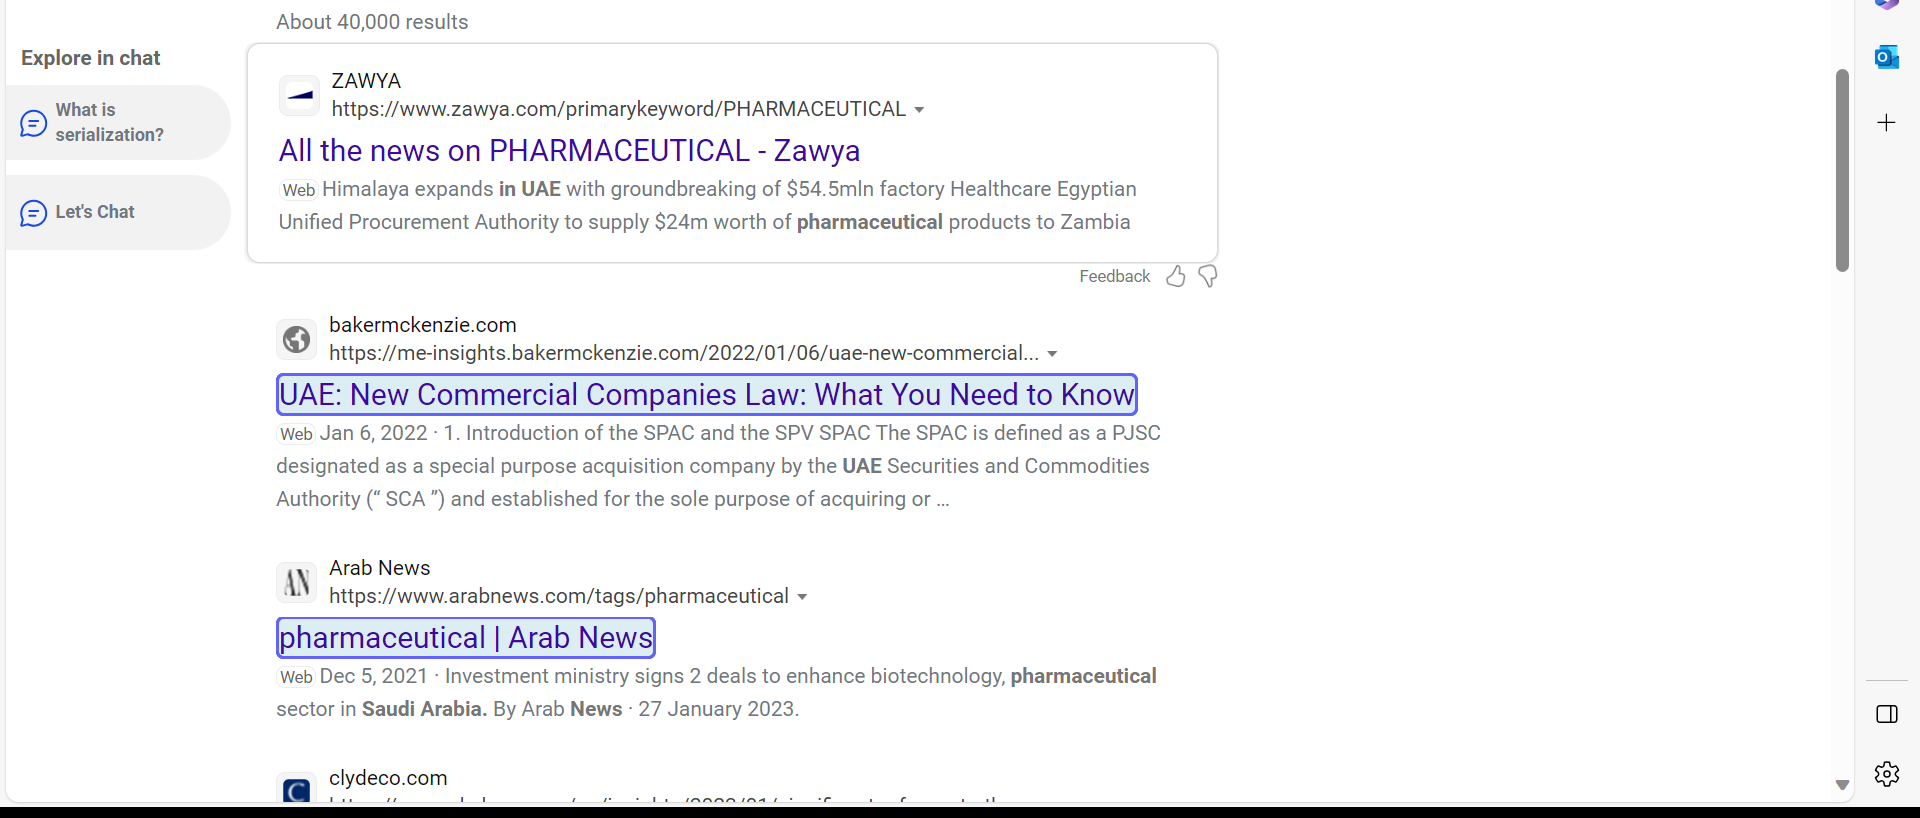 About 40,000 results
Explore in chat
What is
serialization?
Let's Chat
ZAWYA
https://www.zawya.com/primarykeyword/PHARMACEUTICAL
All the news on PHARMACEUTICAL - Zawya
Web Himalaya expands in UAE with groundbreaking of $54.5mln factory Healthcare Egyptian
Unified Procurement Authority to supply $24m worth of pharmaceutical products to Zambia
Feedback
bakermckenzie.com
https://me-insights.bakermckenzie.com/2022/01/06/uae-new-commercial...
UAE: New Commercial Companies Law: What You Need to Know
Web Jan 6, 2022 · 1. Introduction of the SPAC and the SPV SPAC The SPAC is defined as a PJSC
designated as a special purpose acquisition company by the UAE Securities and Commodities
Authority (“ SCA ”) and established for the sole purpose of acquiring or ...
AN
Arab News
https://www.arabnews.com/tags/pharmaceutical
pharmaceutical | Arab News
Web Dec 5, 2021 · Investment ministry signs 2 deals to enhance biotechnology, pharmaceutical
sector in Saudi Arabia. By Arab News · 27 January 2023.
C
clydeco.com